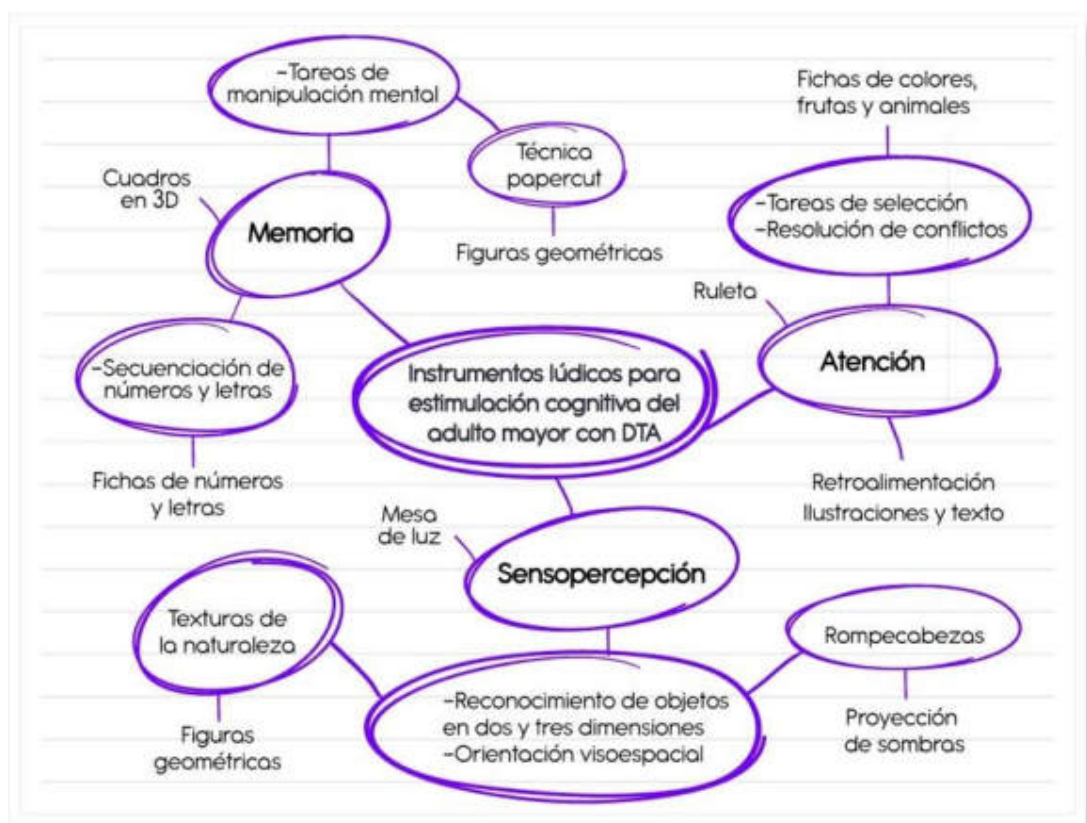 -Tareas de
manipulación mental
Fichas de colores,
frutas y animales
Técnica
papercut
Cuadros
en 3D
Memoria
-Tareas de selección
-Resolución de conflictos
Figuras geométricas
Ruleta
Atención
-Secuenciación de
números y letras
Instrumentos lúdicos para
estimulación cognitiva del
adulto mayor con DTA
Fichas de números
y letras
Retroalimentación
Ilustraciones y texto
Mesa
de luz
Sensopercepción
Texturas de
la naturaleza
Rompecabezas
-Reconocimiento de objetos
en dos y tres dimensiones
-Orientación visoespacial
Figuras
geométricas
Proyección
de sombras